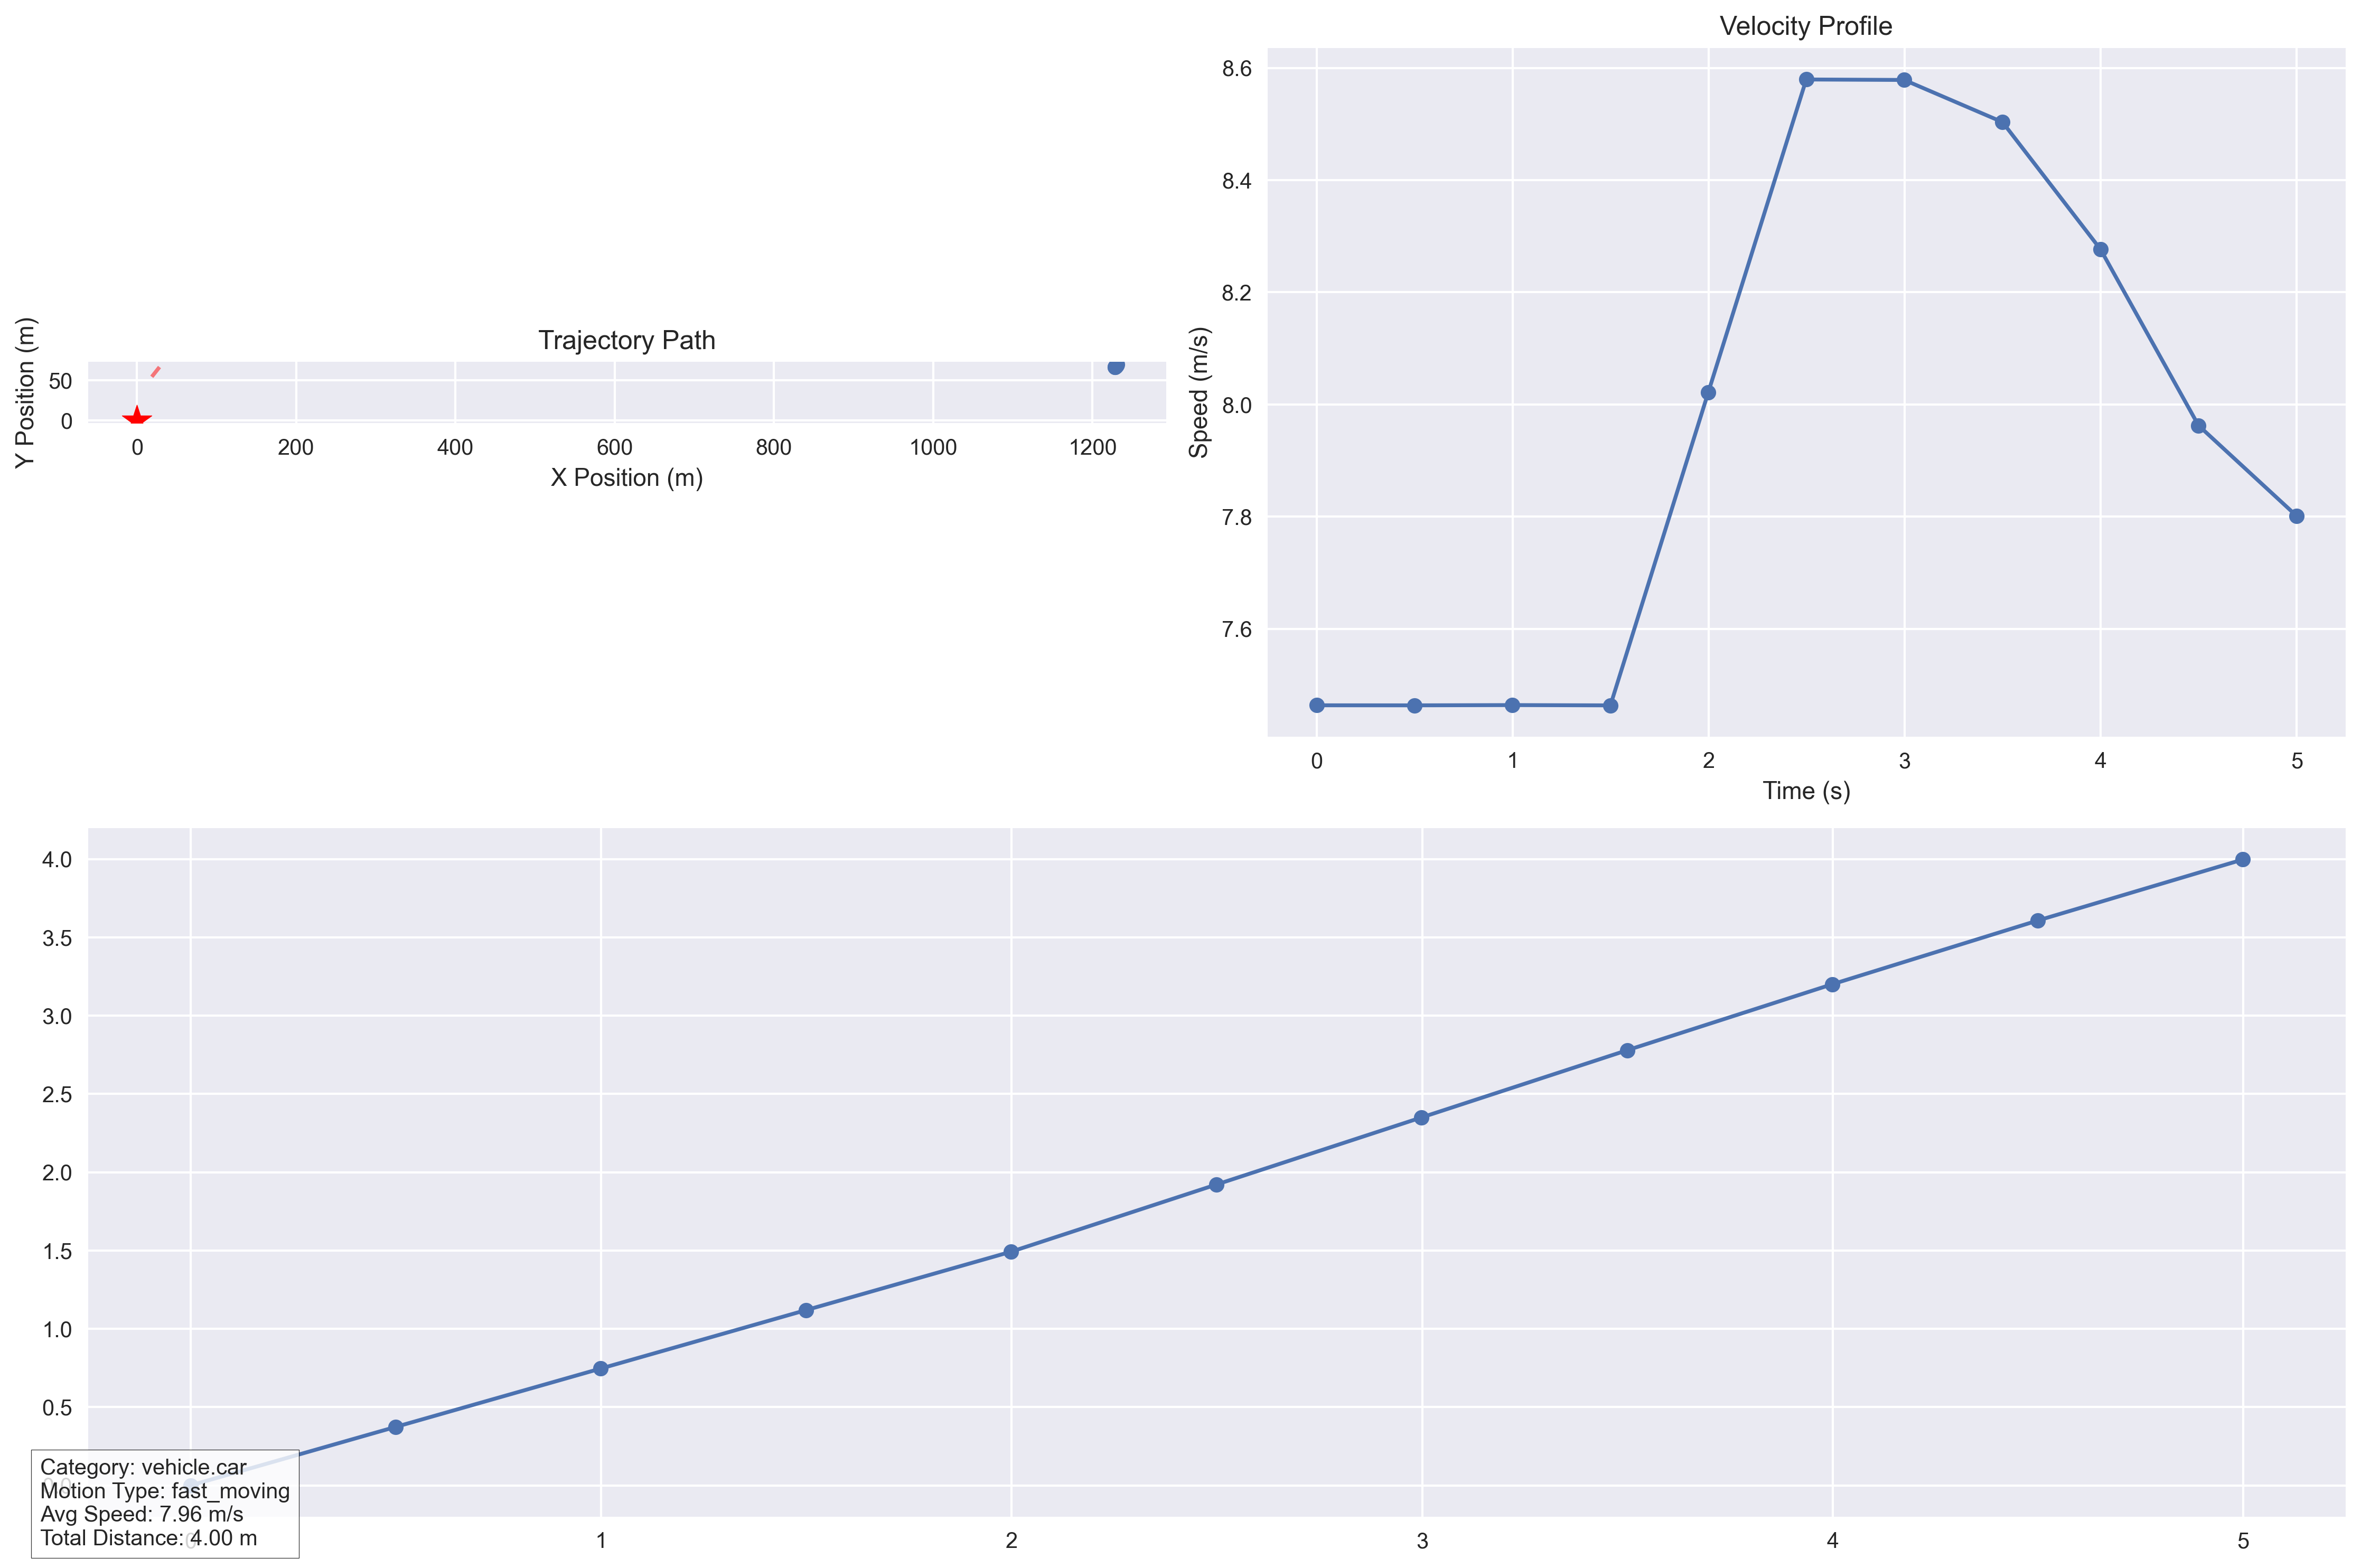 Trajectory Path
Y Position (m)
50
0
0 200 400 600 800 1000 1200
X Position (m)
Velocity Profile
Speed (m/s)
8.6
8.4
8.2
8.0
7.8
7.6
0 1 2 3 4 5
Time (s)
4.0
3.5
3.0
2.5
2.0
1.5
1.0
0.5
0.0
0 1 2 3 4 5
Category: vehicle.car
Motion Type: fast_moving
Avg Speed: 7.96 m/s
Total Distance: 4.00 m